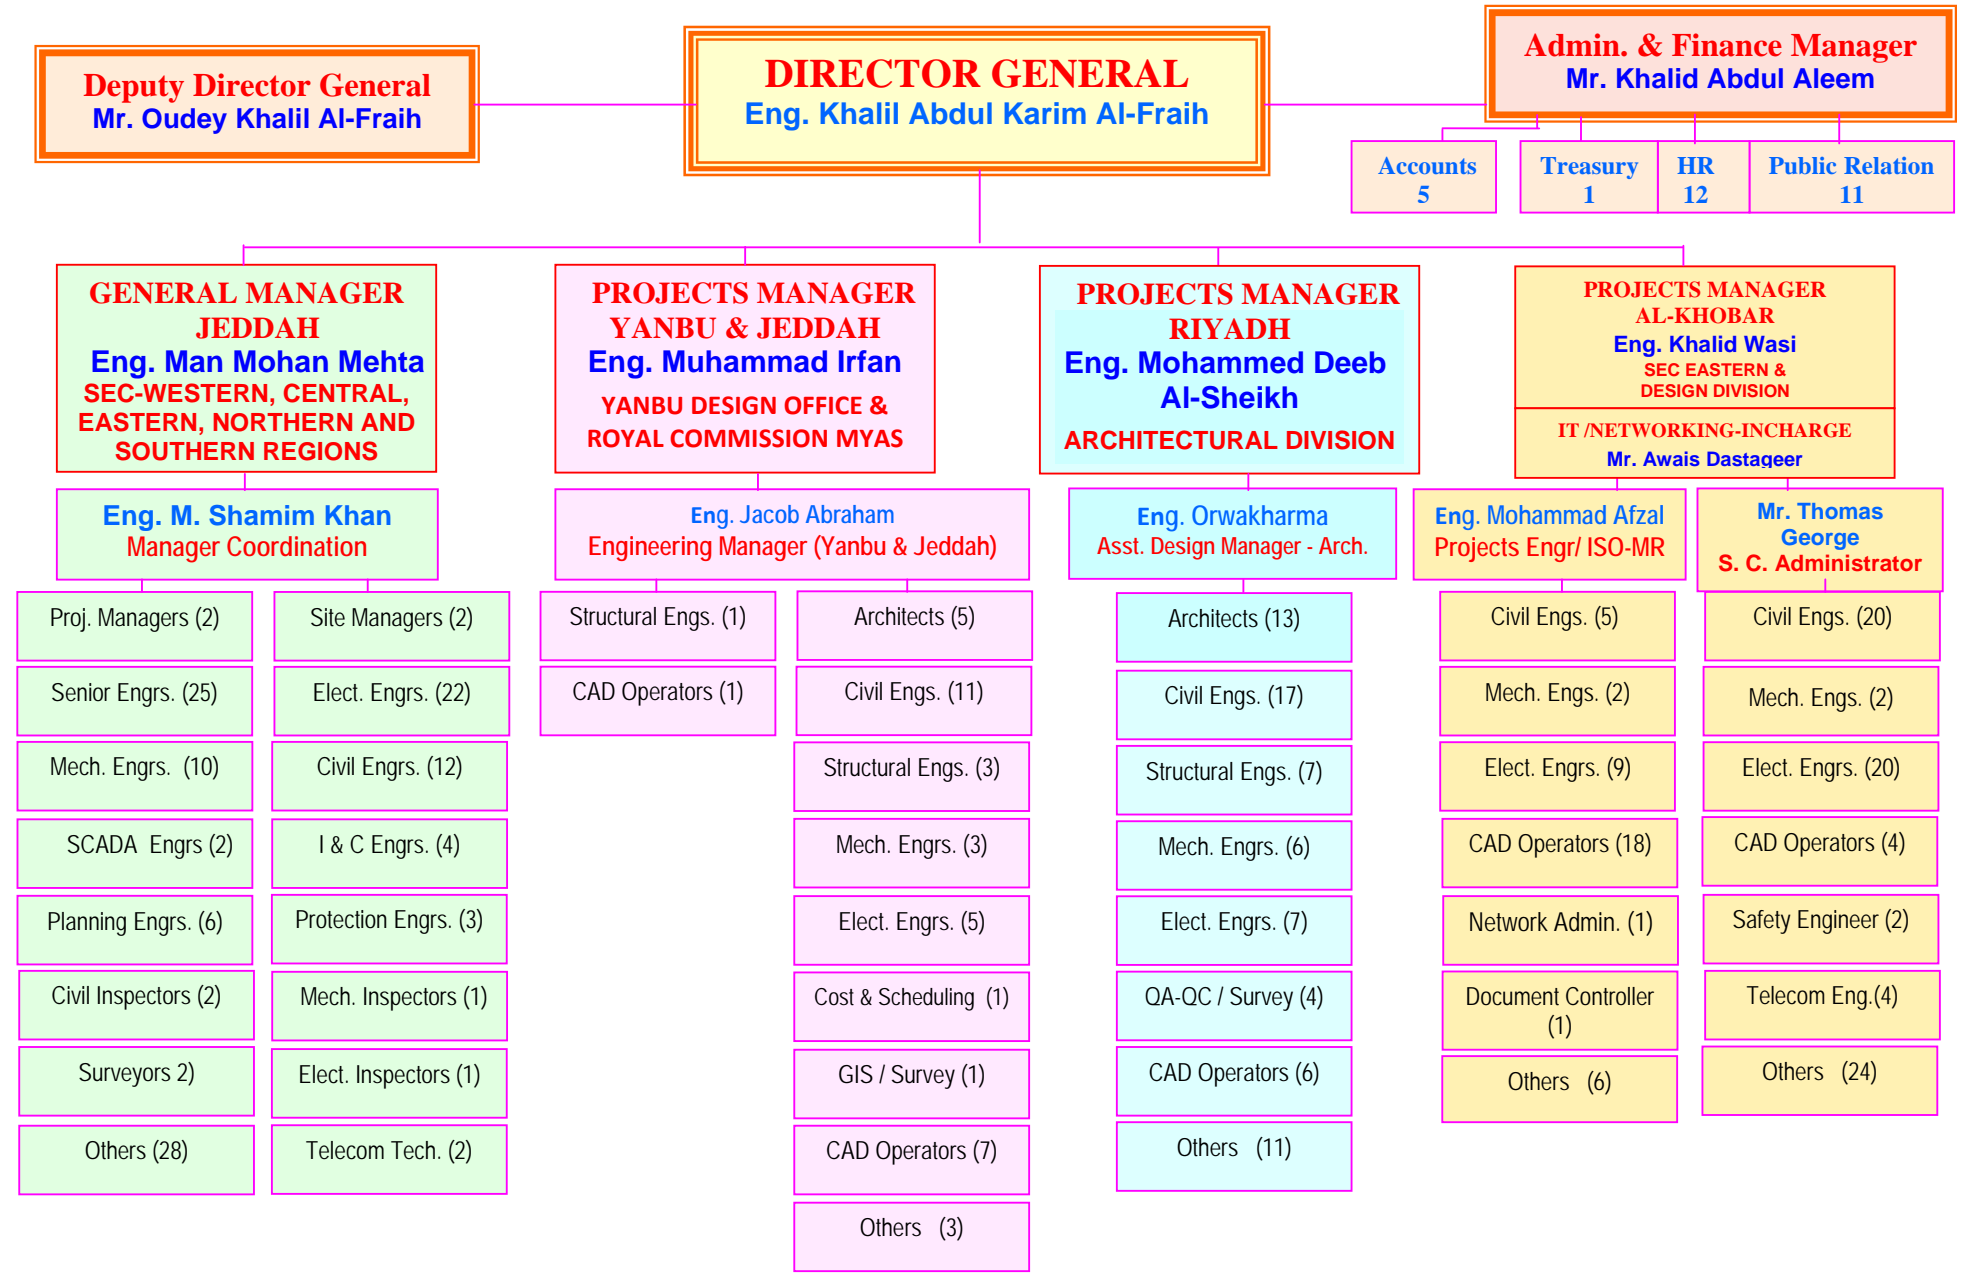 Deputy Director General
Mr. Oudey Khalil Al-Fraih
DIRECTOR GENERAL
Eng. Khalil Abdul Karim Al-Fraih
Admin. & Finance Manager
Mr. Khalid Abdul Aleem
Accounts
5
Treasury
1
HR
12
Public Relation
11
GENERAL MANAGER
JEDDAH
Eng. Man Mohan Mehta
SEC-WESTERN, CENTRAL,
EASTERN, NORTHERN AND
SOUTHERN REGIONS
PROJECTS MANAGER
YANBU & JEDDAH
Eng. Muhammad Irfan
YANBU DESIGN OFFICE &
ROYAL COMMISSION MYAS
PROJECTS MANAGER
RIYADH
Eng. Mohammed Deeb
Al-Sheikh
ARCHITECTURAL DIVISION
PROJECTS MANAGER
AL-KHOBAR
Eng. Khalid Wasi
SEC EASTERN &
DESIGN DIVISION
IT /NETWORKING-INCHARGE
Mr. Awais Dastageer
Eng. M. Shamim Khan
Manager Coordination
Eng. Jacob Abraham
Engineering Manager (Yanbu & Jeddah)
Eng. Orwakharma
Asst. Design Manager - Arch.
Eng. Mohammad Afzal
Projects Engr/ ISO-MR
Mr. Thomas
George
S. C. Administrator
Proj. Managers (2)
Senior Engrs. (25)
Mech. Engrs. (10)
SCADA Engrs (2)
Planning Engrs. (6)
Civil Inspectors (2)
Surveyors 2)
Others (28)
Site Managers (2)
Elect. Engrs. (22)
Civil Engrs. (12)
I & C Engrs. (4)
Protection Engrs. (3)
Mech. Inspectors (1)
Elect. Inspectors (1)
Telecom Tech. (2)
Structural Engs. (1)
CAD Operators (1)
Architects (5)
Civil Engs. (11)
Structural Engs. (3)
Mech. Engrs. (3)
Elect. Engrs. (5)
Cost & Scheduling (1)
GIS / Survey (1)
CAD Operators (7)
Others (3)
Architects (13)
Civil Engs. (17)
Structural Engs. (7)
Mech. Engrs. (6)
Elect. Engrs. (7)
QA-QC / Survey (4)
CAD Operators (6)
Others (11)
Civil Engs. (5)
Mech. Engs. (2)
Elect. Engrs. (9)
CAD Operators (18)
Network Admin. (1)
Document Controller
(1)
Others (6)
Civil Engs. (20)
Mech. Engs. (2)
Elect. Engrs. (20)
CAD Operators (4)
Safety Engineer (2)
Telecom Eng.(4)
Others (24)